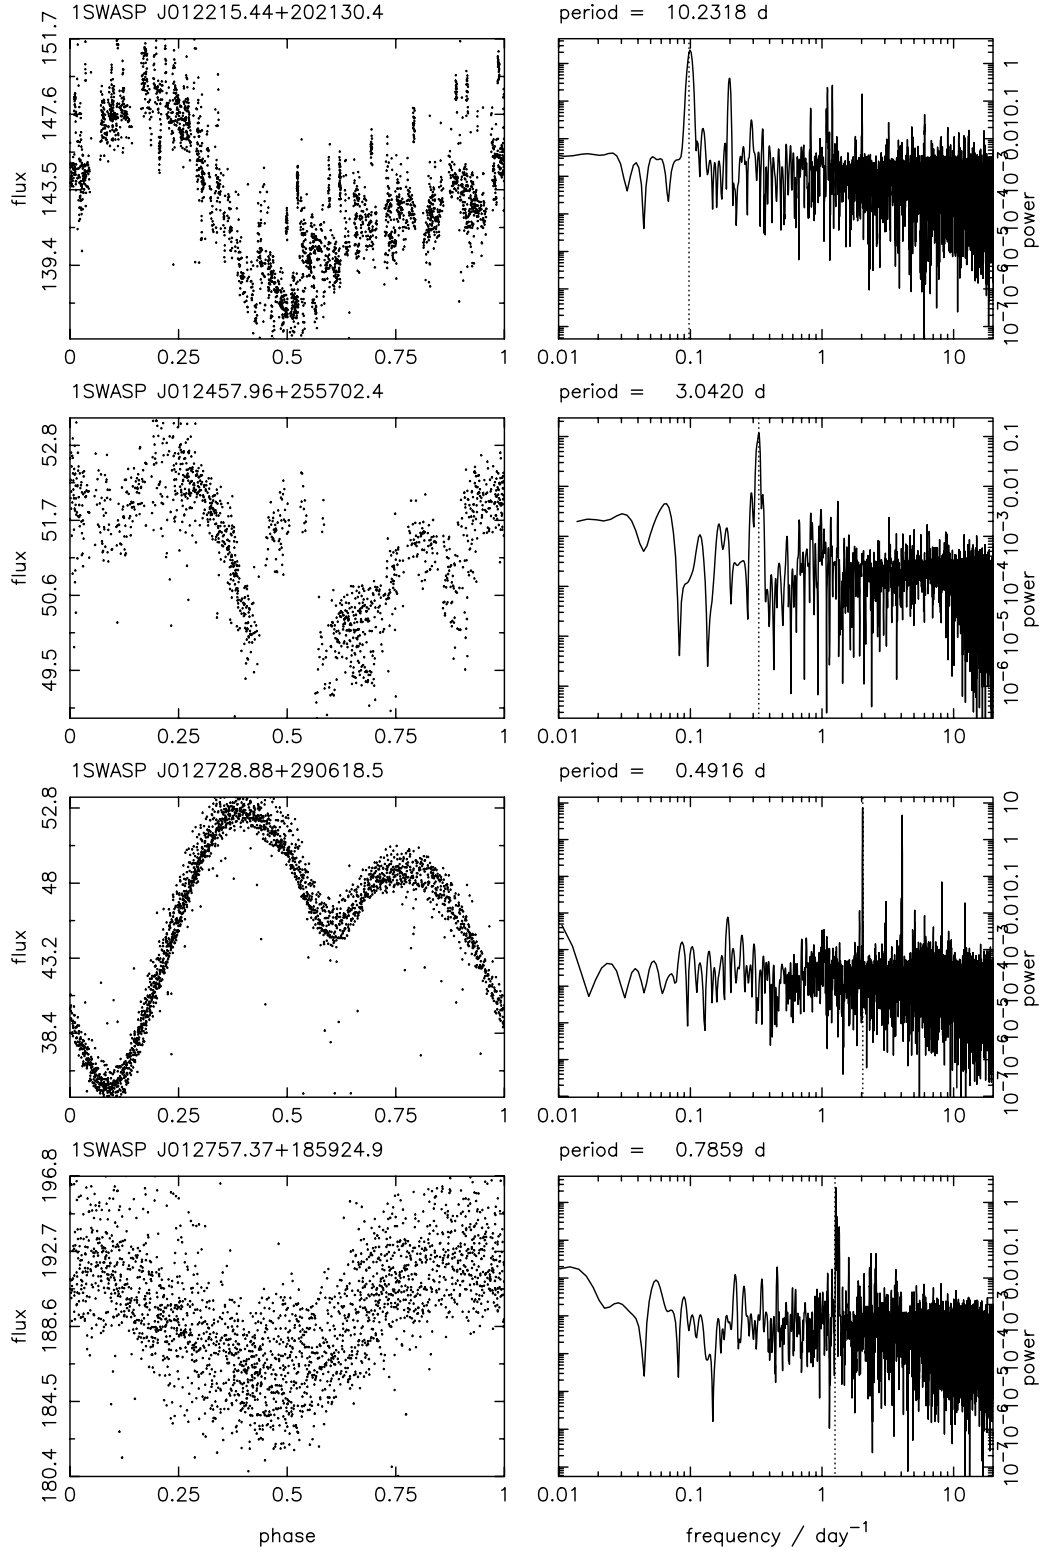 1SWASP J012215.44+202130.4
period = 10.2318 d
flux
151.7
147.6
143.5
139.4
0 0.25 0.5 0.75 1
1
0.1
0.01
10−3
10−4
10−5
10−6
10−7
power
0.01 0.1 1 10
1SWASP J012457.96+255702.4
period = 3.0420 d
flux
52.8
51.7
50.6
49.5
0 0.25 0.5 0.75 1
0.1
0.01
10−3
10−4
10−5
10−6
power
0.01 0.1 1 10
1SWASP J012728.88+290618.5
period = 0.4916 d
flux
52.8
48
43.2
38.4
0 0.25 0.5 0.75 1
10
1
0.1
0.01
10−3
10−4
10−5
10−6
10−7
power
0.01 0.1 1 10
1SWASP J012757.37+185924.9
period = 0.7859 d
flux
196.8
192.7
188.6
184.5
180.4
0 0.25 0.5 0.75 1
1
0.1
0.01
10−3
10−4
10−5
10−6
10−7
power
0.01 0.1 1 10
phase
frequency / day−1